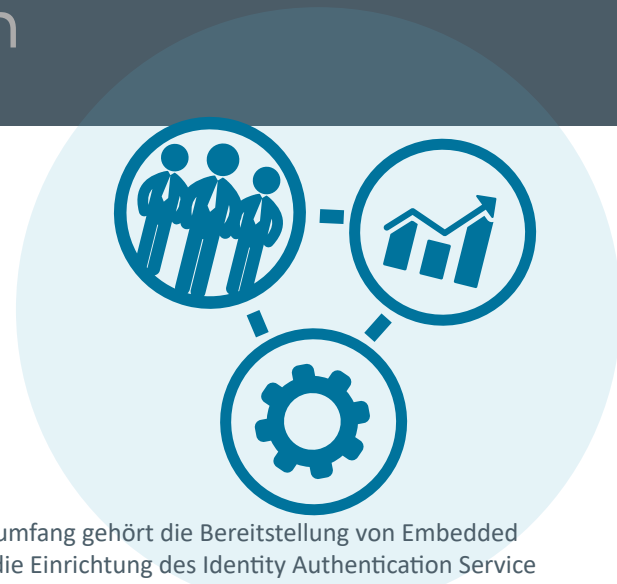 n
umfang gehört die Bereitstellung von Embedded
die Einrichtung des Identity Authentication Service